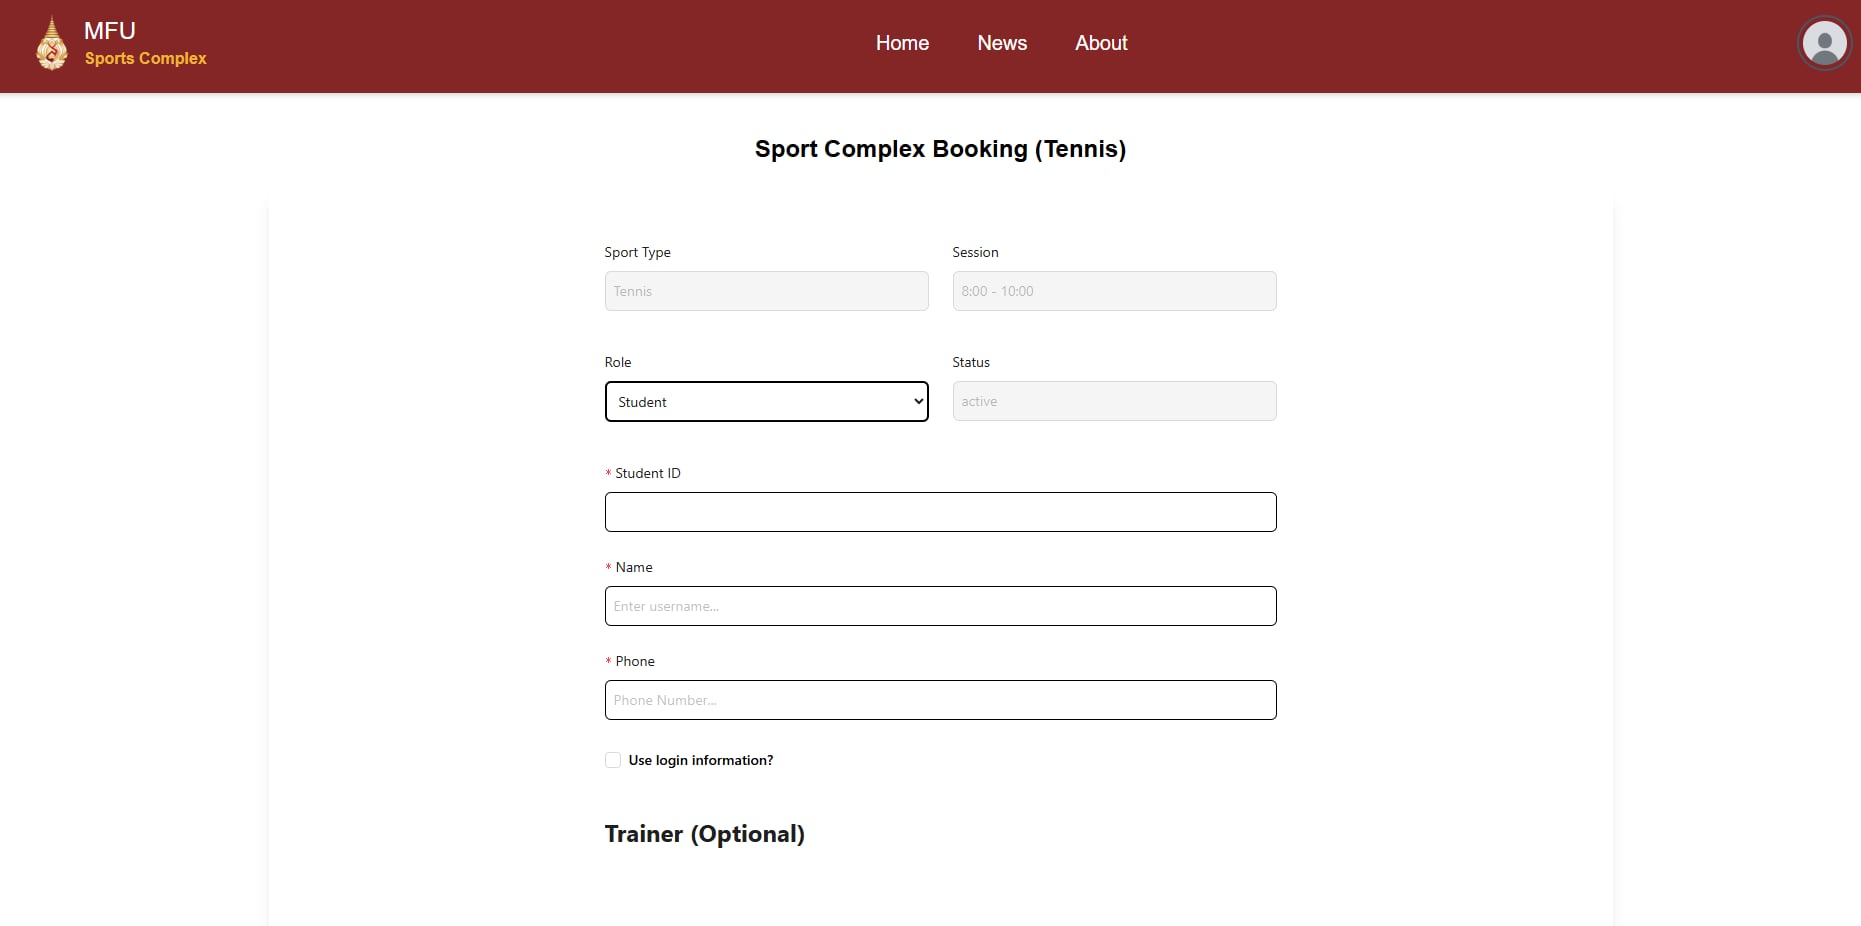 MFU
Sports Complex
Home News About
Sport Complex Booking (Tennis)
Sport Type Session
Tennis 8:00 - 10:00
Role Status
Student active
* Student ID
* Name
Enter username...
* Phone
Phone Number...
Use login information?
Trainer (Optional)